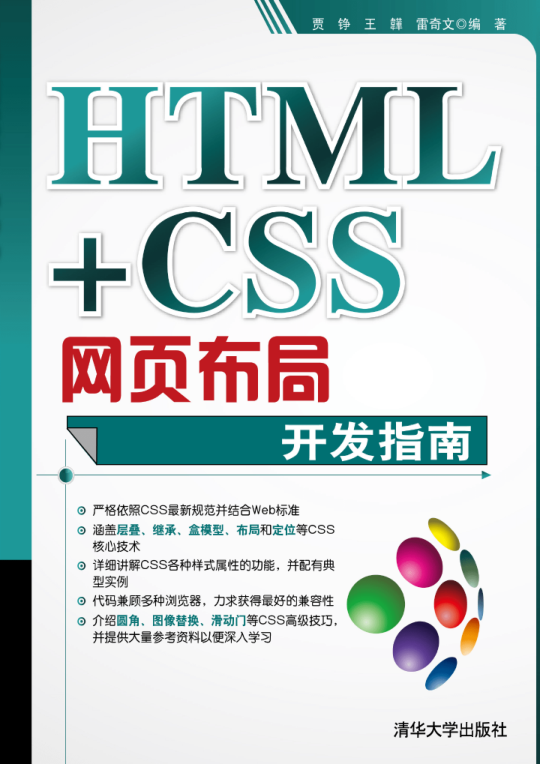 贾 铮 王 韡 雷奇文◎编 著
HTML
+CSS
网页布局
开发指南
严格依照CSS最新规范并结合Web标准
涵盖层叠、继承、盒模型、布局和定位等CSS
核心技术
详细讲解CSS各种样式属性的功能，并配有典
型实例
代码兼顾多种浏览器，力求获得最好的兼容性
介绍圆角、图像替换、滑动门等CSS高级技巧，
并提供大量参考资料以便深入学习
清华大学出版社